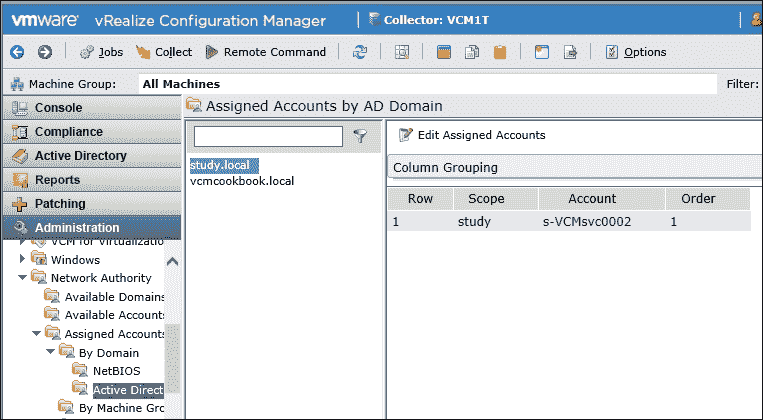 vmware vRealize Configuration Manager Collector: VCM1T
Jobs Collect Remote Command Options
Machine Group: All Machines Filter:
Console
Compliance
Active Directory
Reports
Patching
Administration
VCM for Virtualizatio
Windows
Network Authority
Available Domains
Available Accounts
Assigned Accounts
By Domain
NetBIOS
Active Direct
By Machine Gro
Assigned Accounts by AD Domain
study.local
vcmcookbook.local
Edit Assigned Accounts
Column Grouping
Row Scope Account Order
1 study s-VCMsvc0002 1